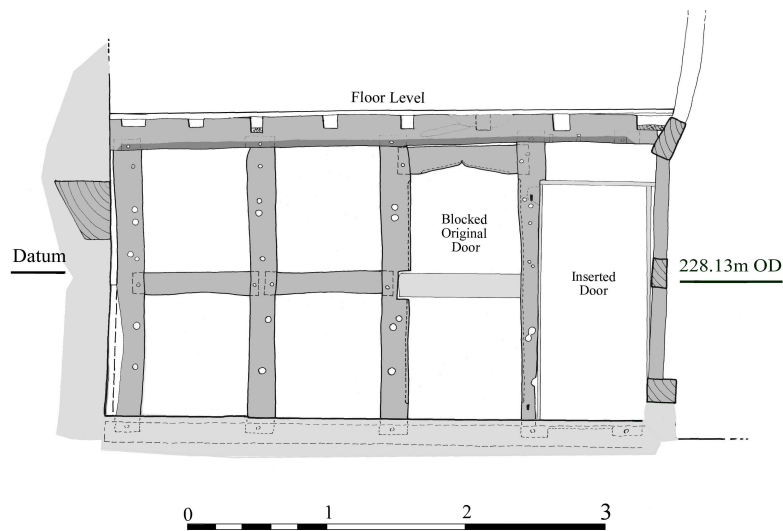 Floor Level
Blocked
Original
Door
Datum
228.13m OD
Inserted
Door
0 1 2 3